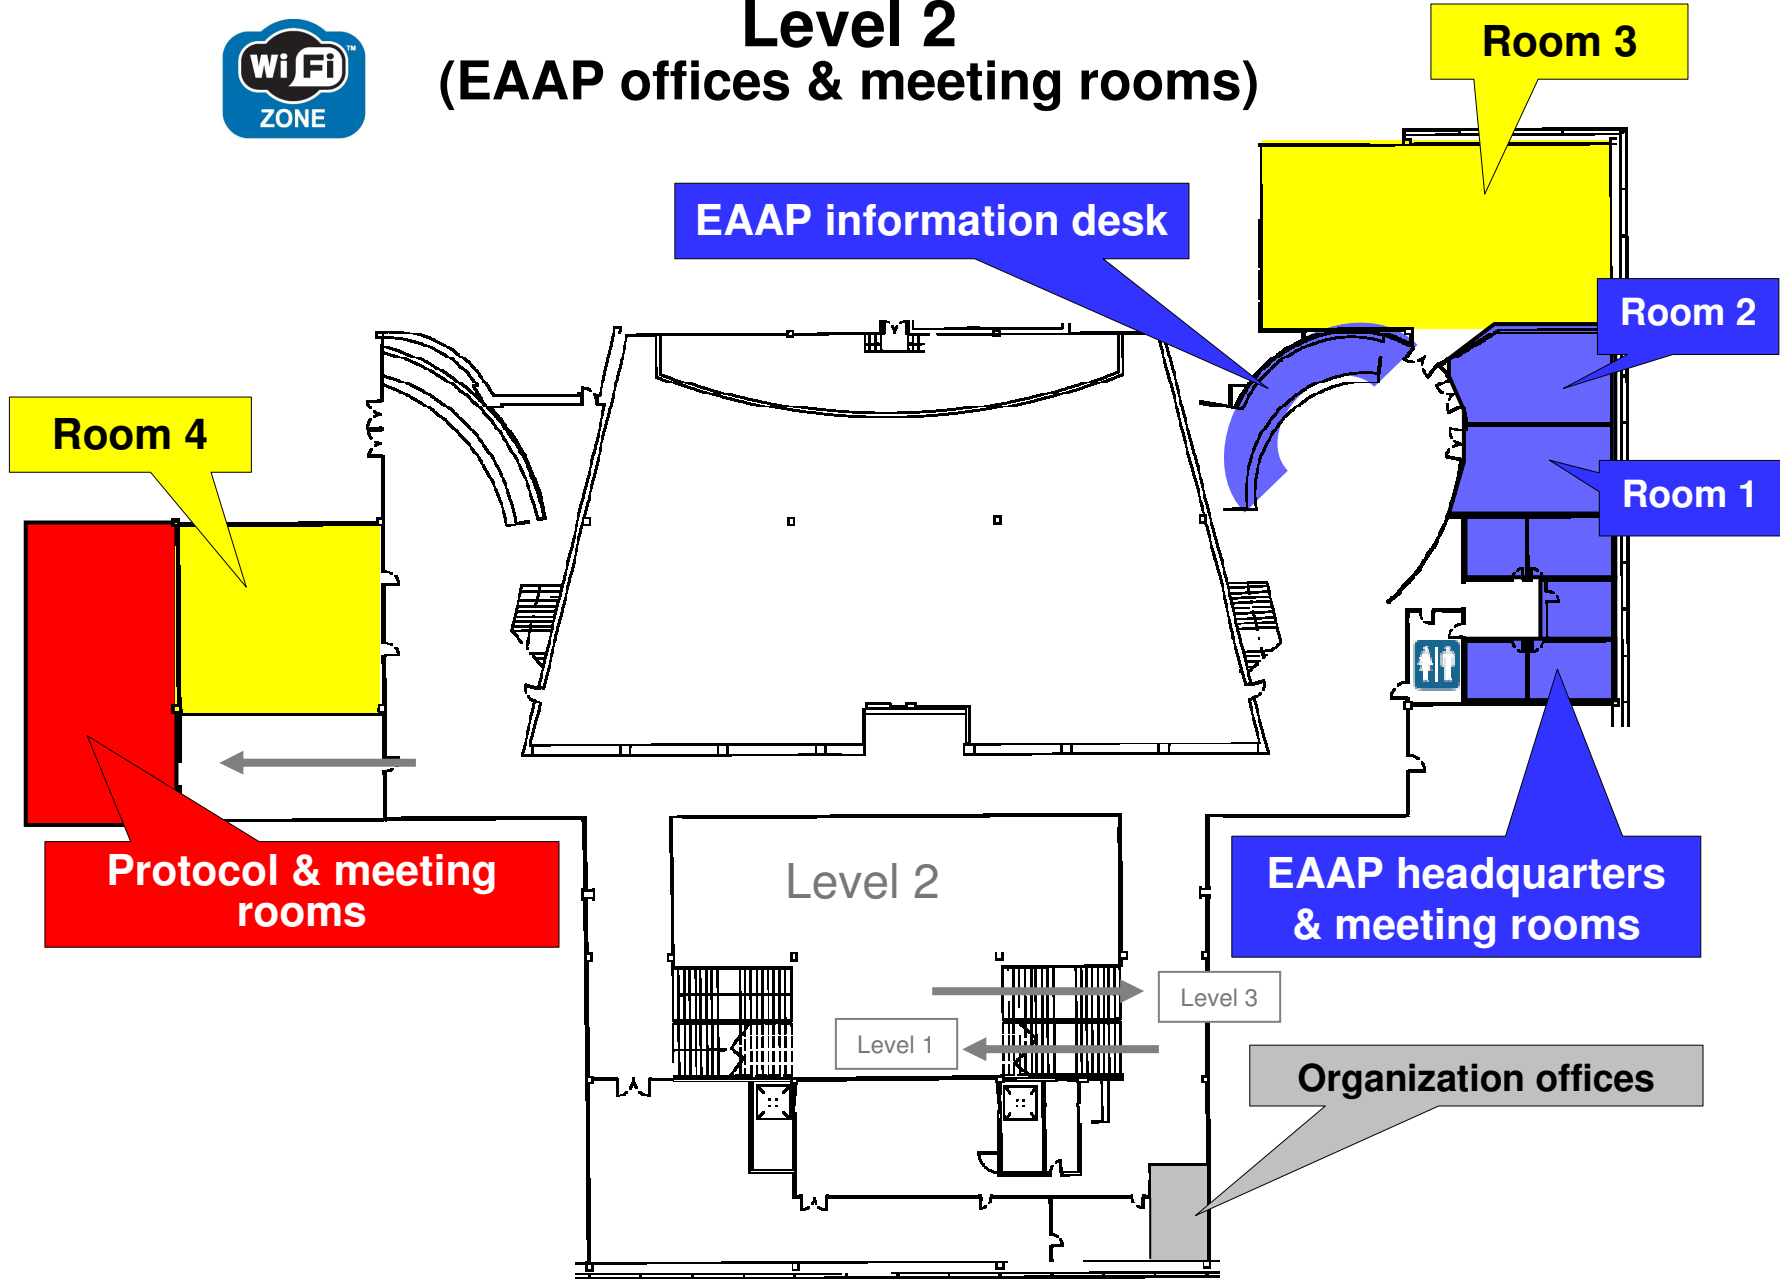 Level 2
(EAAP offices & meeting rooms)
Wi Fi™
ZONE
Room 3
EAAP information desk
Room 2
Room 4
Room 1
Protocol & meeting
rooms
Level 2
EAAP headquarters
& meeting rooms
Level 3
Level 1
Organization offices